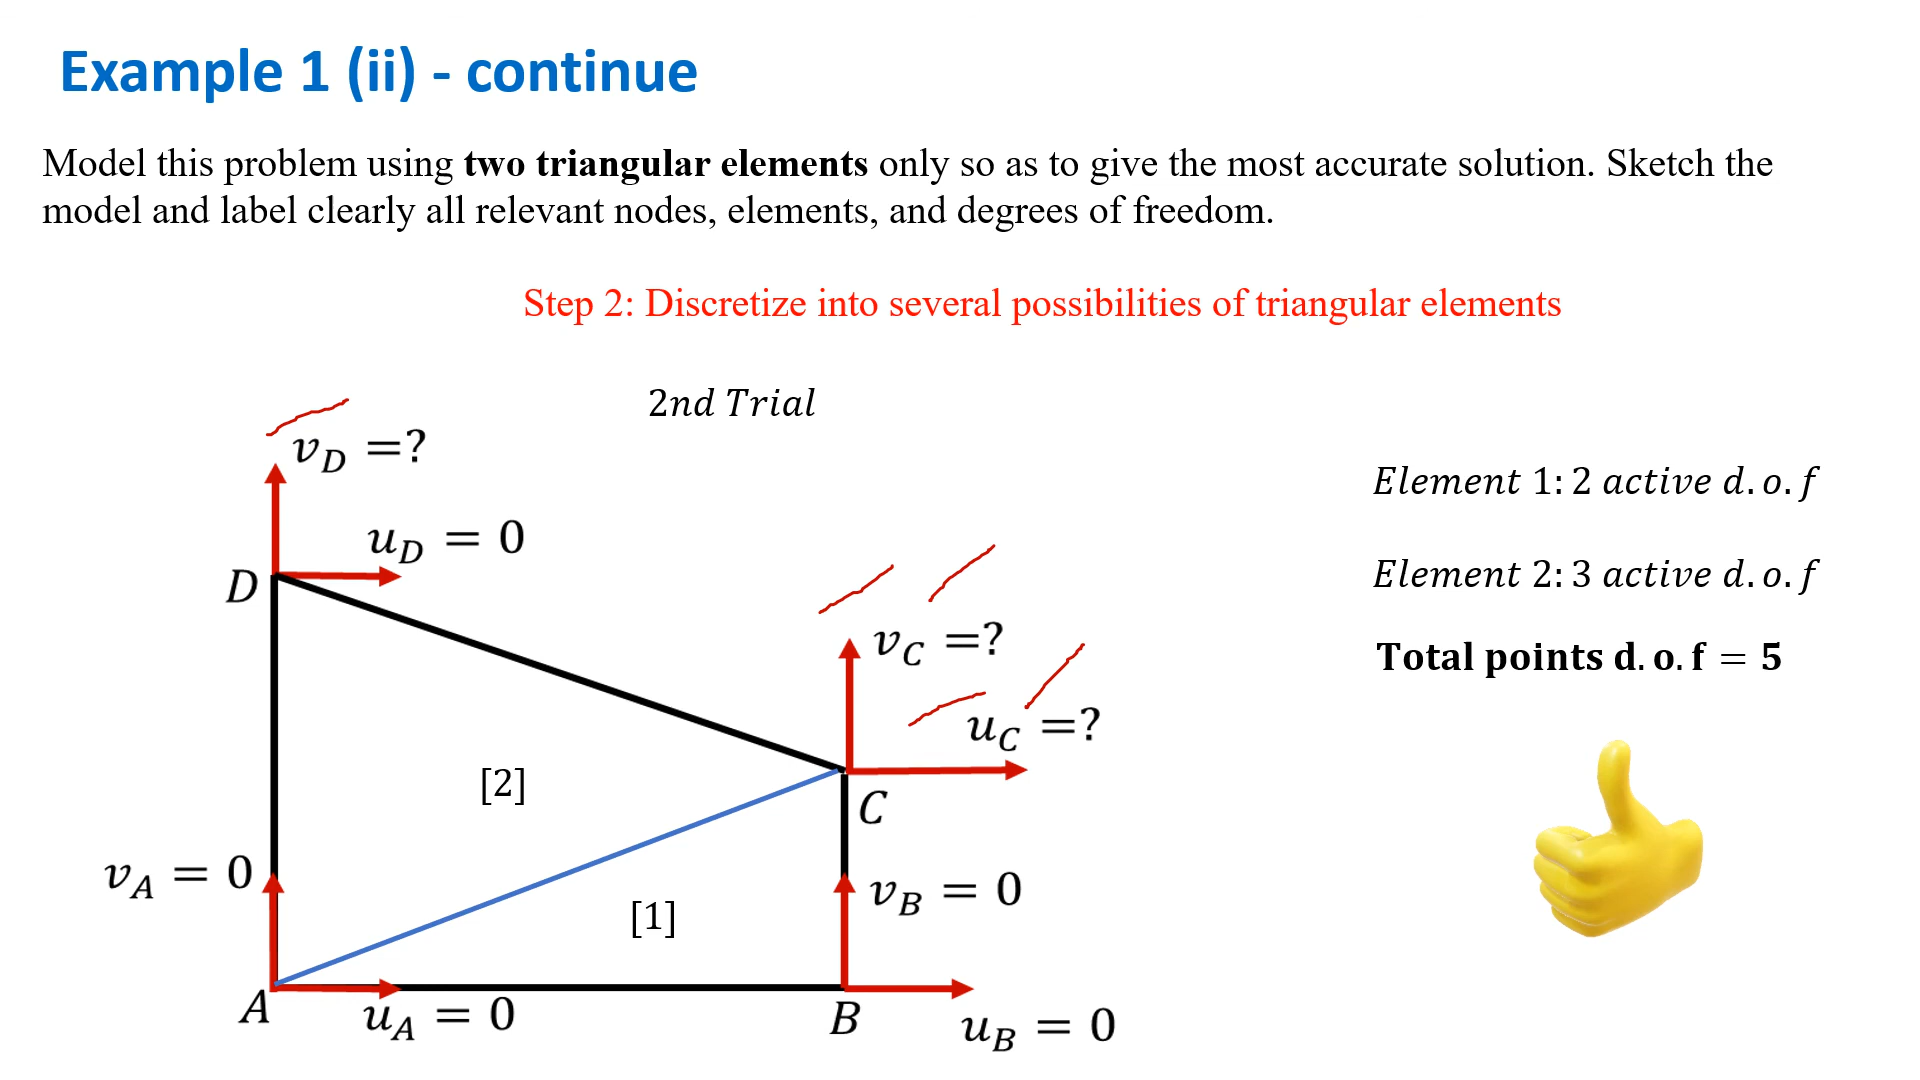 Example 1 (ii) - continue
Model this problem using two triangular elements only so as to give the most accurate solution. Sketch the
model and label clearly all relevant nodes, elements, and degrees of freedom.
Step 2: Discretize into several possibilities of triangular elements
2nd Trial
v_D =?
u_D = 0
D
v_C =?
u_C =?
C
[2]
[1]
v_A = 0
v_B = 0
A
u_A = 0
B
u_B = 0
Element 1: 2 active d.o.f
Element 2: 3 active d.o.f
Total points d.o.f = 5